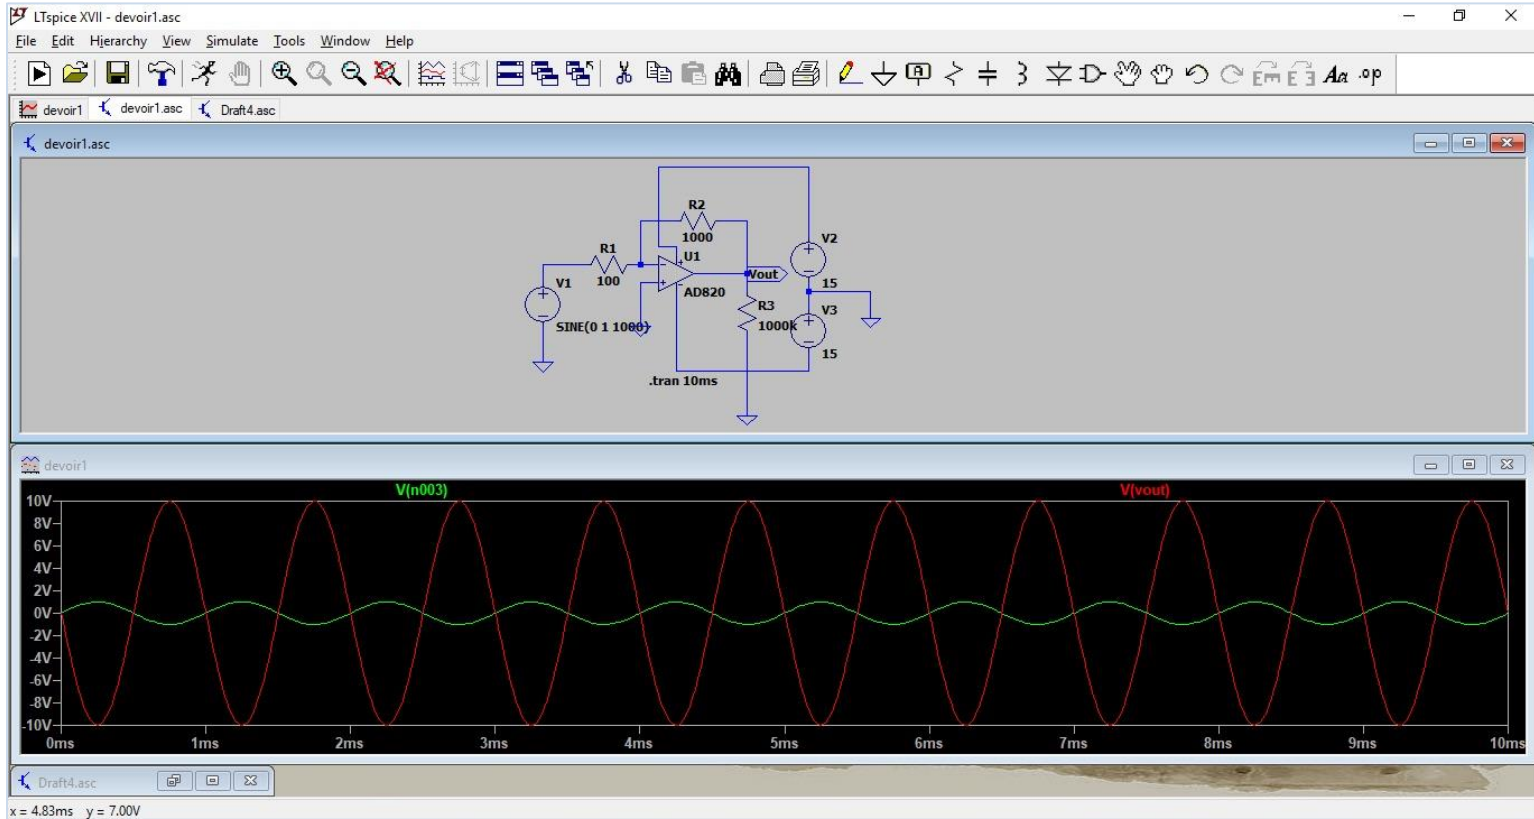 LTspice XVII - devoir1.asc
File Edit Hierarchy View Simulate Tools Window Help
Aa .op
devoir1 devoir1.asc Draft4.asc
devoir1.asc
R2
1000
V2
R1
U1
V1
100
Vout
15
AD820
V3
R3
SINE(0 1 1000)
1000k
15
.tran 10ms
devoir1
V(n003) V(vout)
10V
8V
6V
4V
2V
0V
-2V
-4V
-6V
-8V
-10V
0ms 1ms 2ms 3ms 4ms 5ms 6ms 7ms 8ms 9ms 10ms
Draft4.asc
x = 4.83ms y = 7.00V